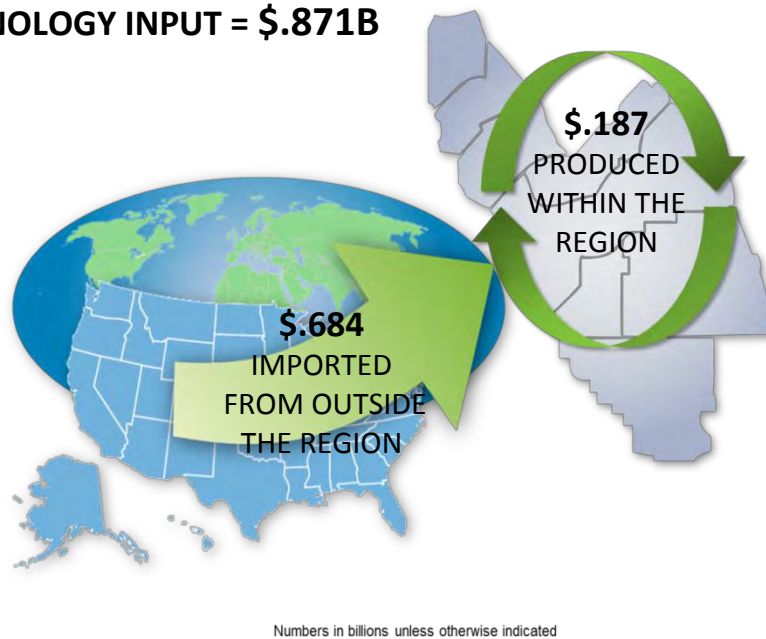 NOLOGY INPUT = $.871B
$.187
PRODUCED
WITHIN THE
REGION
$.684
IMPORTED
FROM OUTSIDE
THE REGION
Numbers in billions unless otherwise indicated